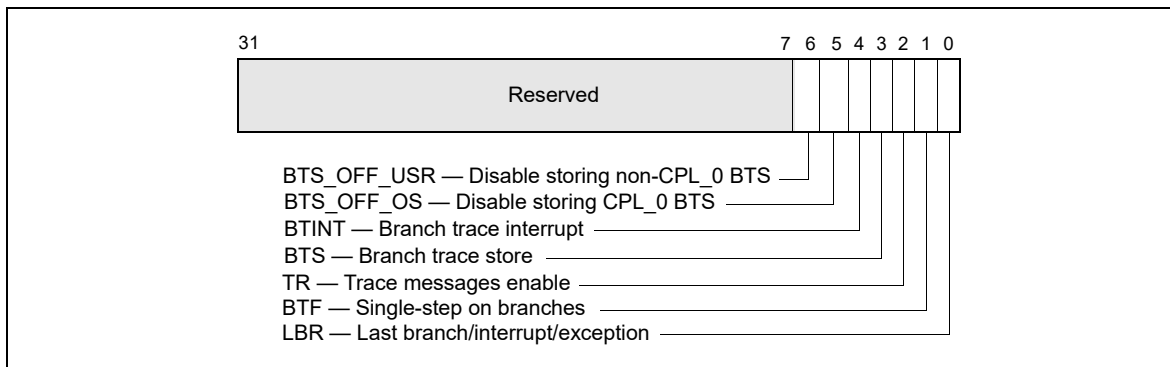 31 7 6 5 4 3 2 1 0
Reserved
BTS_OFF_USR — Disable storing non-CPL_0 BTS
BTS_OFF_OS — Disable storing CPL_0 BTS
BTINT — Branch trace interrupt
BTS — Branch trace store
TR — Trace messages enable
BTF — Single-step on branches
LBR — Last branch/interrupt/exception